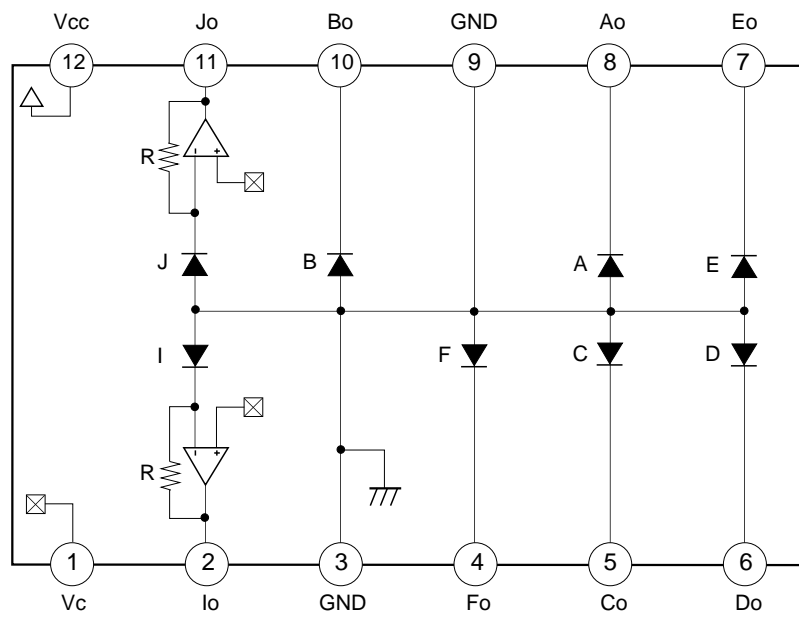 Vcc Jo Bo GND Ao Eo
12 11 10 9 8 7
R
- +
J B A E
I F C D
- +
R
1 2 3 4 5 6
Vc Io GND Fo Co Do